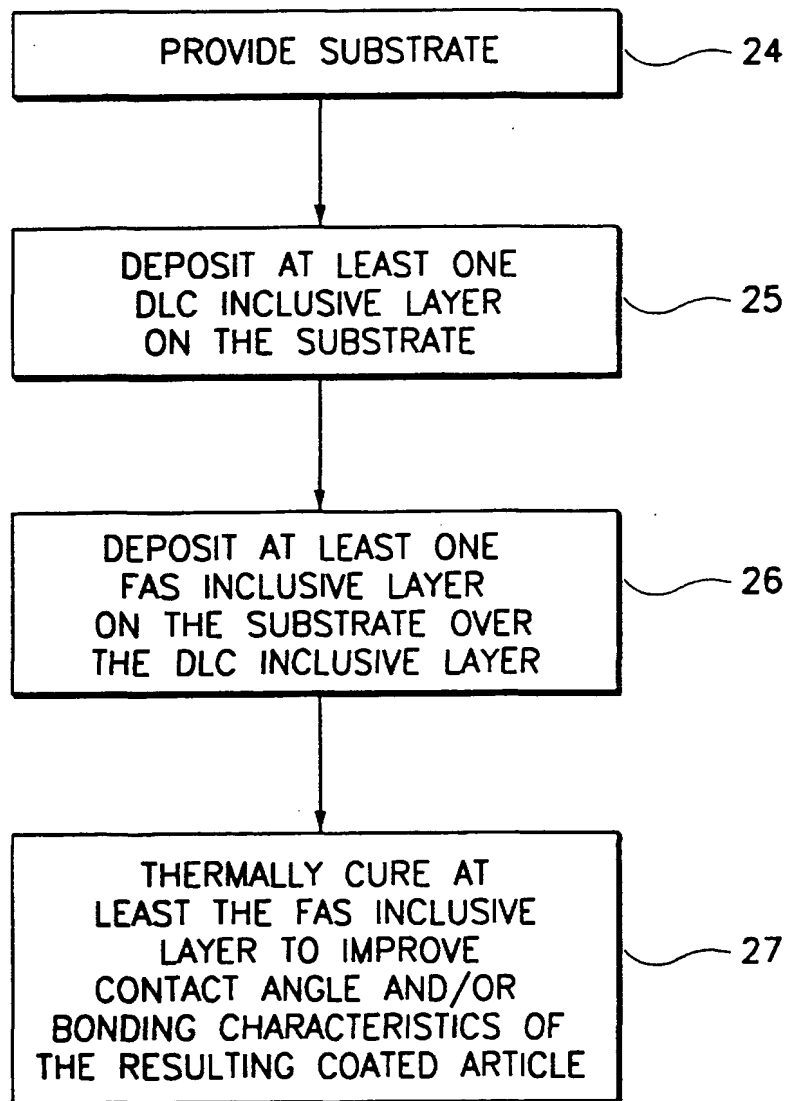 PROVIDE SUBSTRATE
24
DEPOSIT AT LEAST ONE
DLC INCLUSIVE LAYER
ON THE SUBSTRATE
25
DEPOSIT AT LEAST ONE
FAS INCLUSIVE LAYER
ON THE SUBSTRATE OVER
THE DLC INCLUSIVE LAYER
26
THERMALLY CURE AT
LEAST THE FAS INCLUSIVE
LAYER TO IMPROVE
CONTACT ANGLE AND/OR
BONDING CHARACTERISTICS OF
THE RESULTING COATED ARTICLE
27